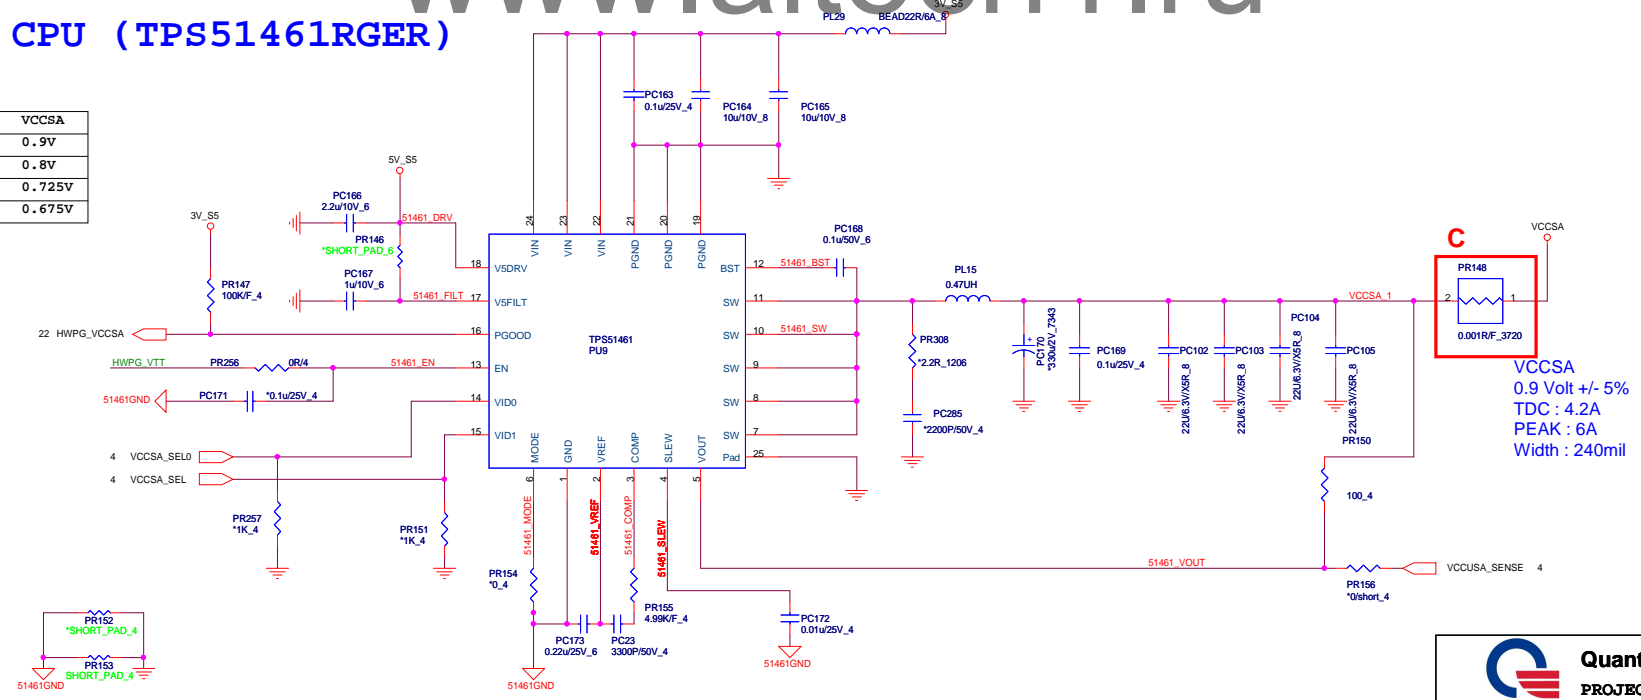 CPU (TPS51461RGER)
3V_S5
PL29
BEAD22R/6A_8
VCCSA
0.9V
0.8V
0.725V
0.675V
PC163
0.1u/25V_4
PC164
10u/10V_8
PC165
10u/10V_8
5V_S5
PC166
2.2u/10V_6
51461_DRV
PR146
*SHORT_PAD_6
PC167
1u/10V_6
51461_FILT
3V_S5
PR147
100K/F_4
22 HWPG_VCCSA
HWPG_VTT
PR256
0R/4
51461_EN
51461GND
PC171
*0.1u/25V_4
4 VCCSA_SEL0
4 VCCSA_SEL
PR257
*1K_4
PR151
*1K_4
24 23 22 21 20 19
VIN VIN VIN PGND PGND PGND
18 V5DRV
17 V5FILT
16 PGOOD
13 EN
14 VID0
15 VID1
TPS51461
PU9
BST 12
SW 11
SW 10
SW 9
SW 8
SW 7
Pad 25
MODE GND VREF COMP SLEW VOUT
6 1 2 3 4 5
51461_MODE
51461_VREF
51461_COMP
51461_SLEW
51461_BST
PC168
0.1u/50V_6
51461_SW
PL15
0.47UH
PR308
*2.2R_1206
PC285
*2200P/50V_4
+
PC170
*330u/2V_7343
PC169
0.1u/25V_4
PC102
22U/6.3V/X5R_8
PC103
22U/6.3V/X5R_8
PC104
22U/6.3V/X5R_8
PC105
22U/6.3V/X5R_8
VCCSA_1
C
PR148
2 1
0.001R/F_3720
VCCSA
VCCSA
0.9 Volt +/- 5%
TDC : 4.2A
PEAK : 6A
Width : 240mil
PR150
100_4
51461_VOUT
PR156
*0/short_4
VCCUSA_SENSE 4
PR154
*0_4
PR155
4.99K/F_4
PC173
0.22u/25V_6
PC23
3300P/50V_4
PC172
0.01u/25V_4
51461GND
51461GND
PR152
*SHORT_PAD_4
PR153
SHORT_PAD_4
51461GND
Quant
PROJEC